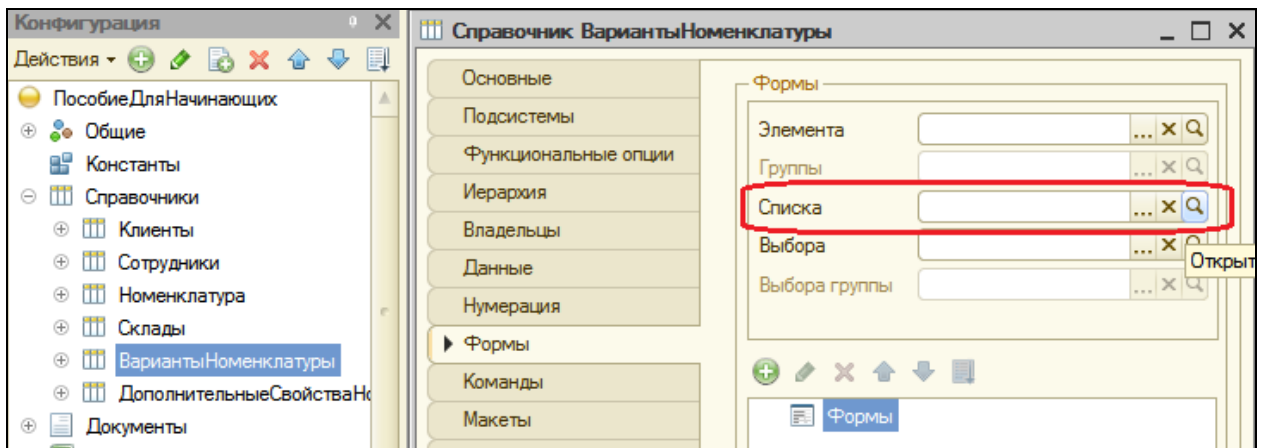 Конфигурация
Действия
ПособиеДляНачинающих
Общие
Константы
Справочники
Клиенты
Сотрудники
Номенклатура
Склады
ВариантыНоменклатуры
ДополнительныеСвойстваНо
Документы
Справочник ВариантыНоменклатуры
Основные
Подсистемы
Функциональные опции
Иерархия
Владельцы
Данные
Нумерация
Формы
Команды
Макеты
Формы
Элемента
Группы
Списка
Выбора
Открыт
Выбора группы
Формы